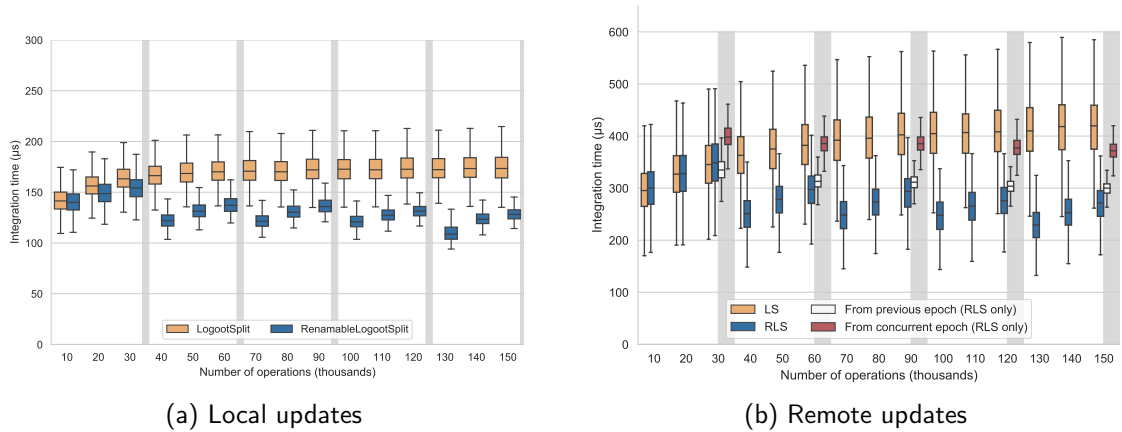 300
250
200
150
100
50
0
Integration time (μs)
LogootSplit
RenamableLogootSplit
10 20 30 40 50 60 70 80 90 100 110 120 130 140 150
Number of operations (thousands)
(a) Local updates
600
500
400
300
200
100
0
Integration time (μs)
LS
RLS
From previous epoch (RLS only)
From concurrent epoch (RLS only)
10 20 30 40 50 60 70 80 90 100 110 120 130 140 150
Number of operations (thousands)
(b) Remote updates